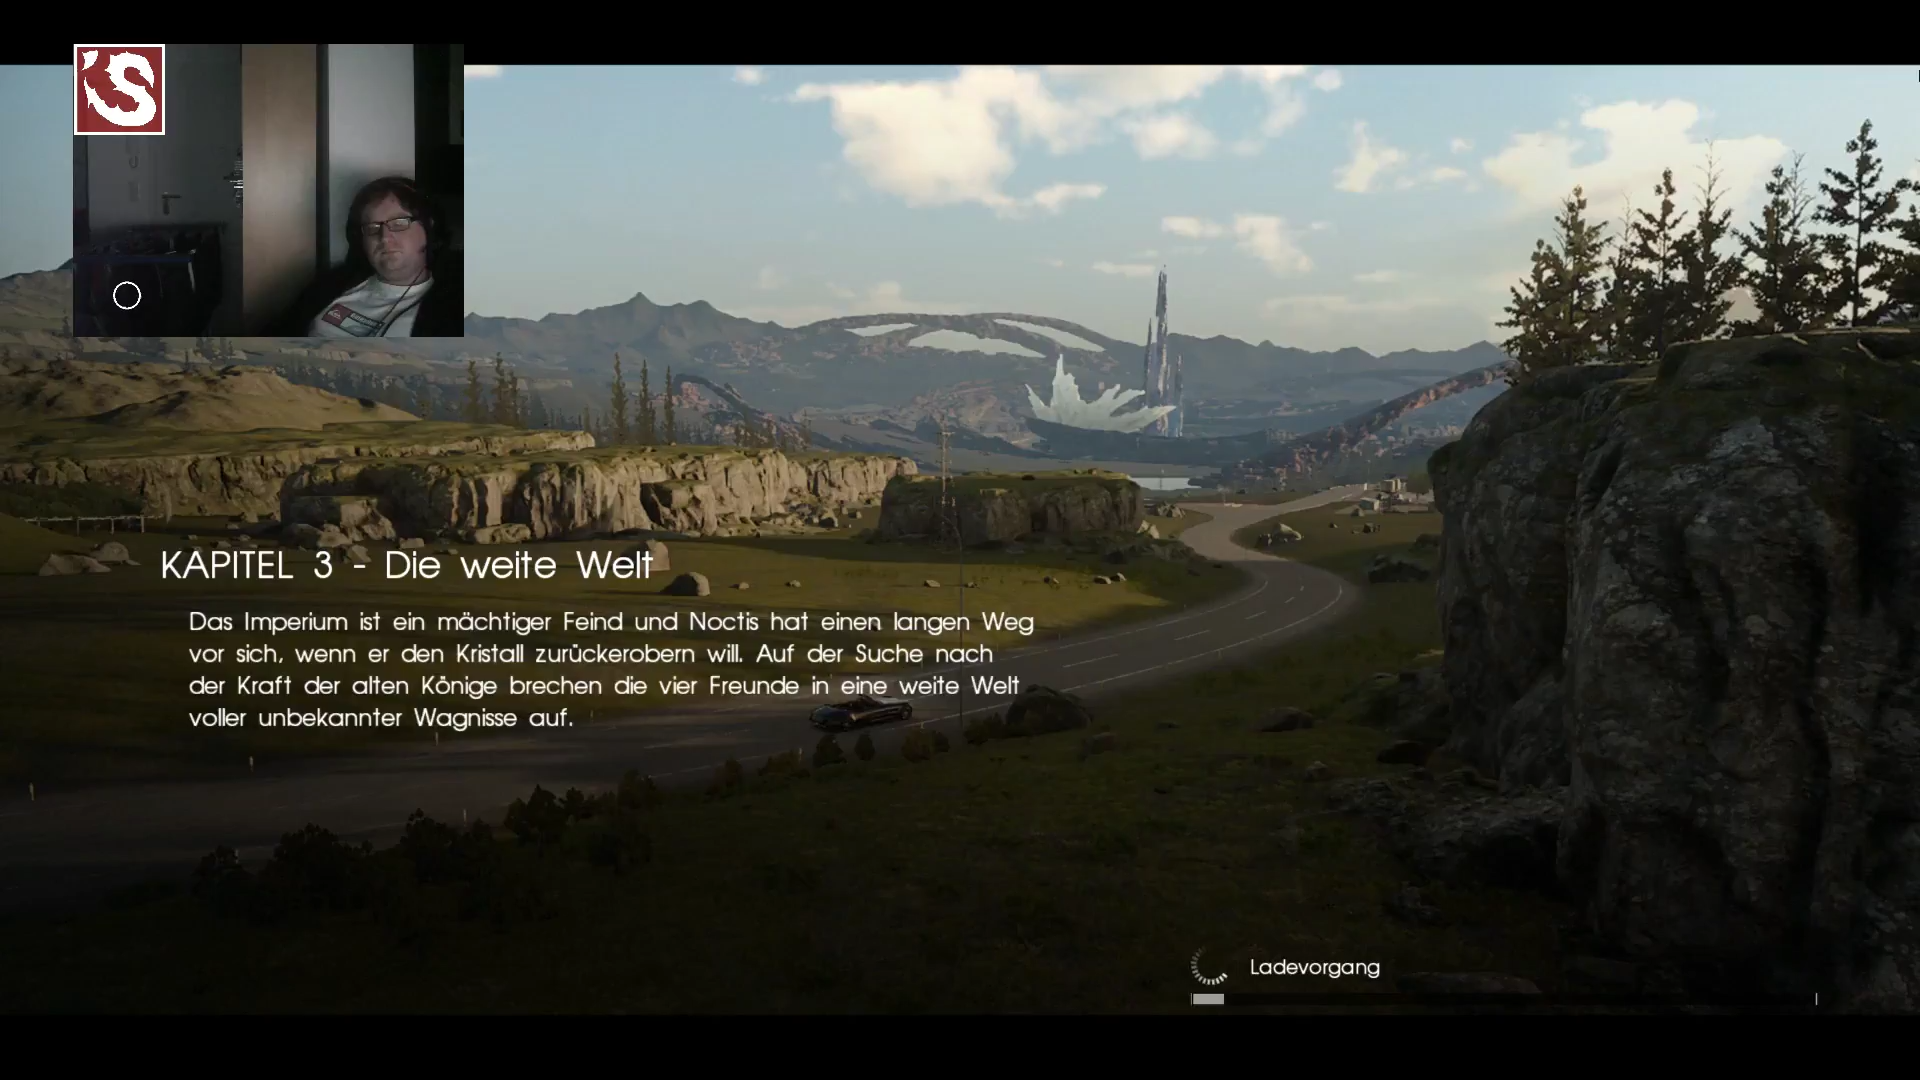 S
KAPITEL 3 - Die weite Welt
Das Imperium ist ein mächtiger Feind und Noctis hat einen langen Weg
vor sich, wenn er den Kristall zurückerobern will. Auf der Suche nach
der Kraft der alten Könige brechen die vier Freunde in eine weite Welt
voller unbekannter Wagnisse auf.
Ladevorgang